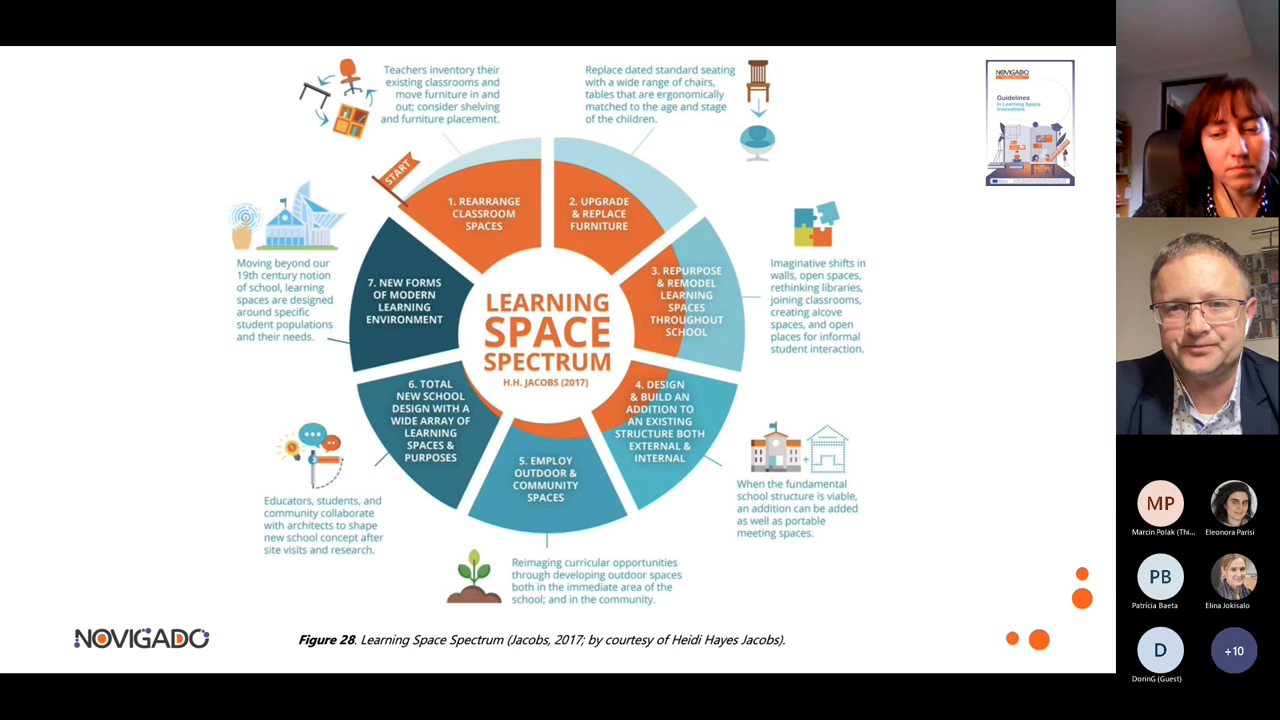 Teachers inventory their
existing classrooms and
move furniture in and
out; consider shelving
and furniture placement.
Replace dated standard seating
with a wide range of chairs,
tables that are ergonomically
matched to the age and stage
of the children.
NOVIGADO
Guidelines
in Learning Space
Innovations
START
1. REARRANGE
CLASSROOM
SPACES
2. UPGRADE
& REPLACE
FURNITURE
Moving beyond our
19th century notion
of school, learning
spaces are designed
around specific
student populations
and their needs.
7. NEW FORMS
OF MODERN
LEARNING
ENVIRONMENT
LEARNING
SPACE
SPECTRUM
H.H. JACOBS (2017)
3. REPURPOSE
& REMODEL
LEARNING
SPACES
THROUGHOUT
SCHOOL
Imaginative shifts in
walls, open spaces,
rethinking libraries,
joining classrooms,
creating alcove
spaces, and open
places for informal
student interaction.
6. TOTAL
NEW SCHOOL
DESIGN WITH A
WIDE ARRAY OF
LEARNING
SPACES &
PURPOSES
4. DESIGN
& BUILD AN
ADDITION TO
AN EXISTING
STRUCTURE BOTH
EXTERNAL &
INTERNAL
5. EMPLOY
OUTDOOR &
COMMUNITY
SPACES
Educators, students, and
community collaborate
with architects to shape
new school concept after
site visits and research.
When the fundamental
school structure is viable,
an addition can be added
as well as portable
meeting spaces.
Reimaging curricular opportunities
through developing outdoor spaces
both in the immediate area of the
school; and in the community.
NOVIGADO
Figure 28. Learning Space Spectrum (Jacobs, 2017; by courtesy of Heidi Hayes Jacobs).
MP
Marcin Polak (Thi...
Eleonora Parisi
PB
Patrícia Baeta
Elina Jokisalo
D
DorinG (Guest)
+10